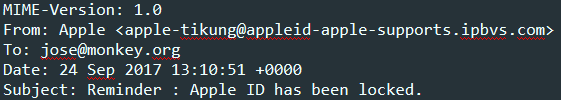 MIME-Version: 1.0
From: Apple <apple-tikung@appleid-apple-supports.ipbvs.com>
To: jose@monkey.org
Date: 24 Sep 2017 13:10:51 +0000
Subject: Reminder : Apple ID has been locked.